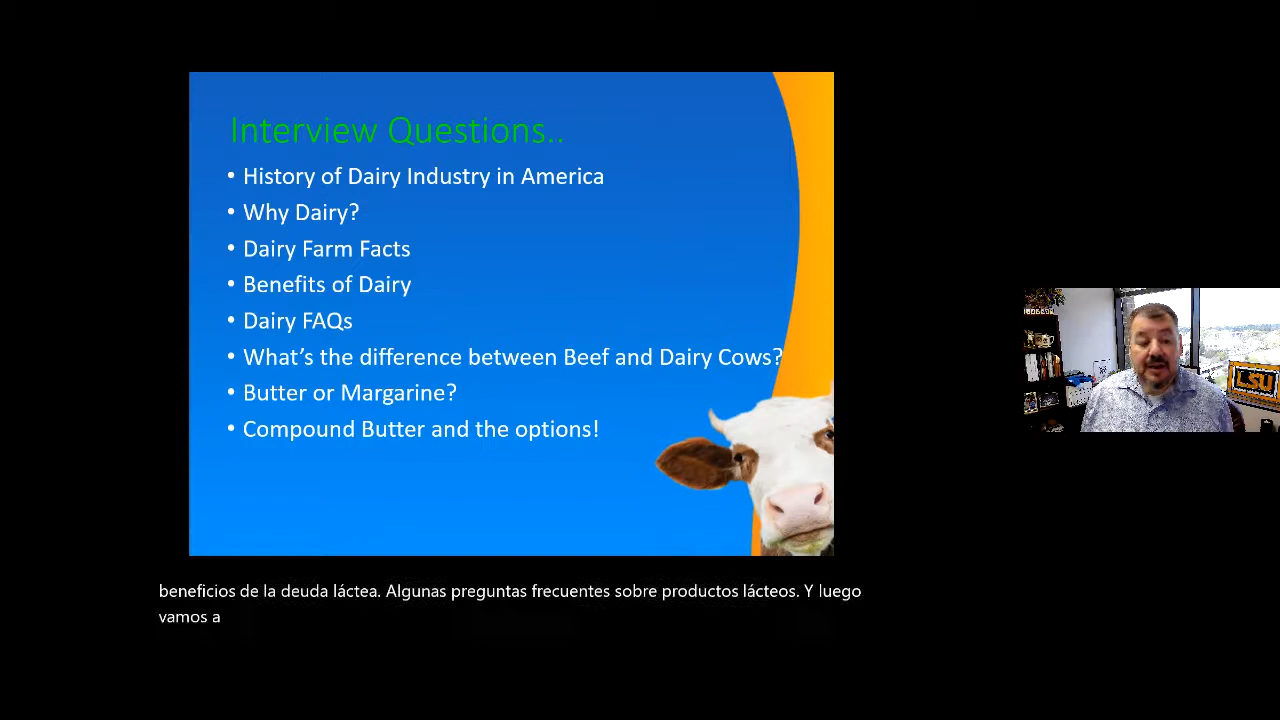 Interview Questions..
• History of Dairy Industry in America
• Why Dairy?
• Dairy Farm Facts
• Benefits of Dairy
• Dairy FAQs
• What's the difference between Beef and Dairy Cows?
• Butter or Margarine?
• Compound Butter and the options!
LSU
beneficios de la deuda láctea. Algunas preguntas frecuentes sobre productos lácteos. Y luego
vamos a